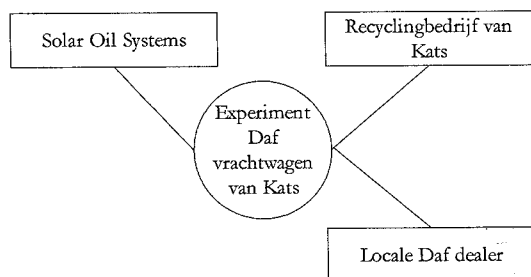 Solar Oil Systems
Recyclingbedrijf van
Kats
Experiment
Daf
vrachtwagen
van Kats
Locale Daf dealer